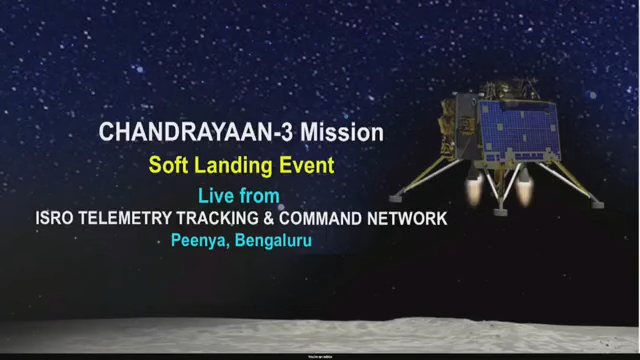 CHANDRAYAAN-3 Mission
Soft Landing Event
Live from
ISRO TELEMETRY TRACKING & COMMAND NETWORK
Peenya, Bengaluru